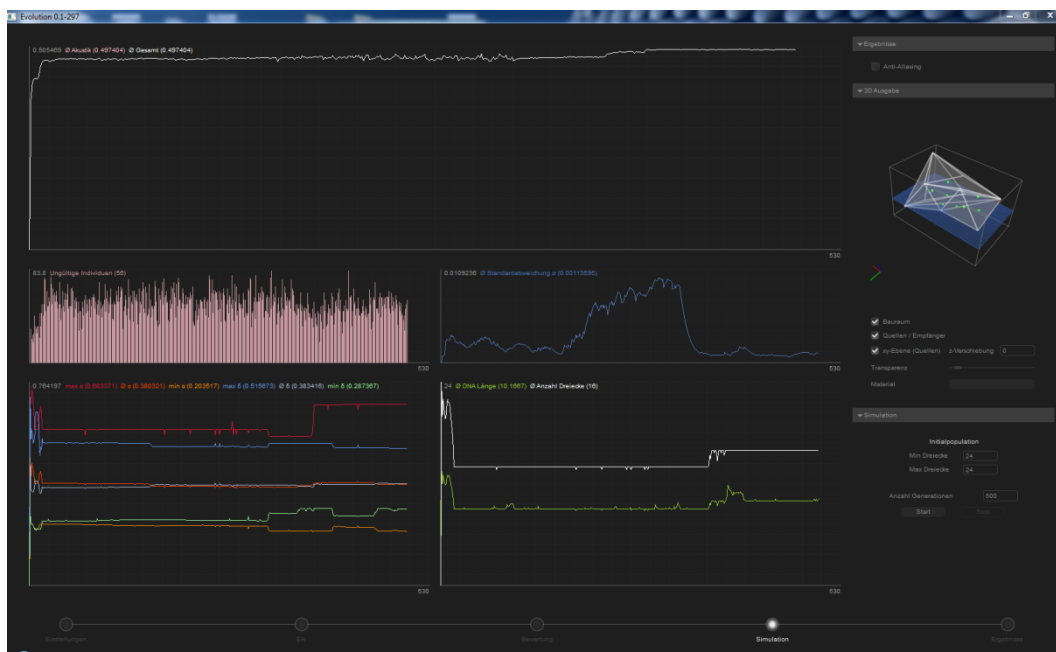 Evolution 0.1-297
0.505469 Ø Akustik (0.497404) Ø Gesamt (0.497404)
530
83.8 Ungültige Individuen (56)
0.0109236 Ø Standardabweichung σ (0.00113595)
530
530
0.764197 max α (0.683371) Ø α (0.380321) min α (0.203517) max δ (0.515673) Ø δ (0.383416) min δ (0.287367)
24 Ø DNA Länge (10.1667) Ø Anzahl Dreiecke (16)
530
530
Ergebnisse
Anti-Aliasing
3D Ausgabe
Bauraum
Quellen / Empfänger
xy-Ebene (Quellen) z-Verschiebung 0
Transparenz
Material
Simulation
Initialpopulation
Min Dreiecke 24
Max Dreiecke 24
Anzahl Generationen 500
Start Stop
Einstellungen EA Bewertung Simulation Ergebnisse